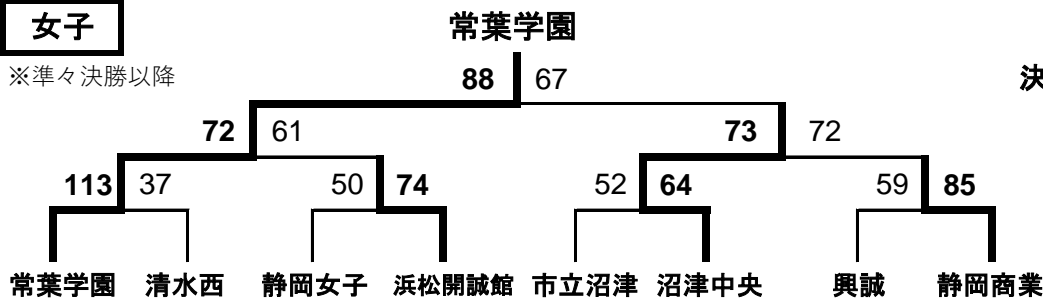 女子
常葉学園
※準々決勝以降
88 67
決
72 61 73 72
113 37 50 74 52 64 59 85
常葉学園 清水西 静岡女子 浜松開誠館 市立沼津 沼津中央 興誠 静岡商業